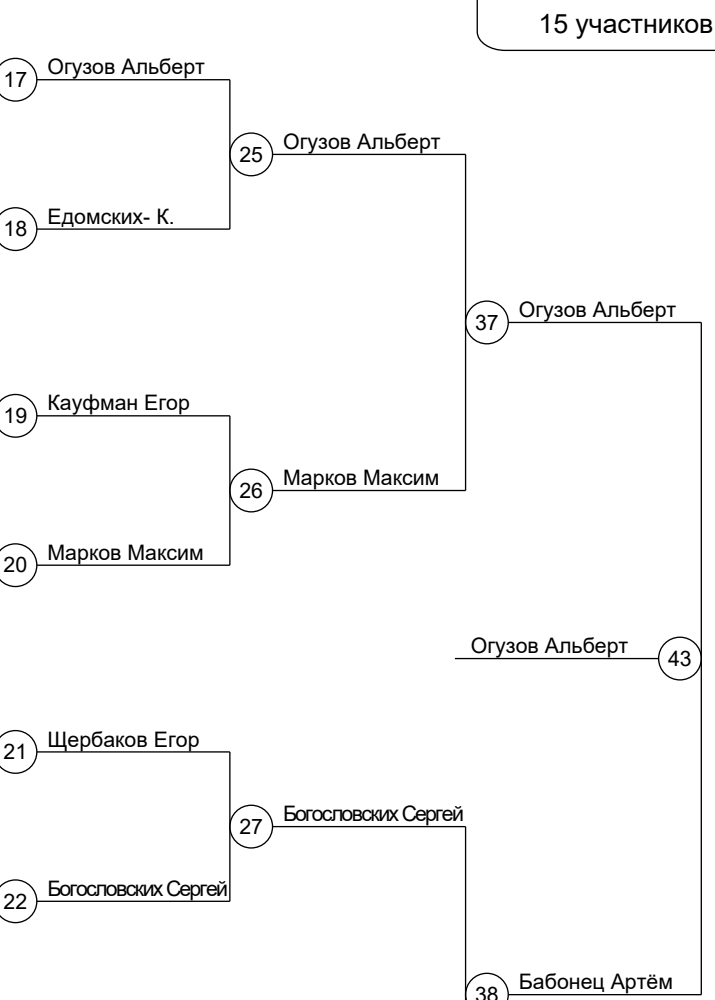 15 участников
17 Огузов Альберт
25 Огузов Альберт
18 Едомских- К.
37 Огузов Альберт
19 Кауфман Егор
26 Марков Максим
20 Марков Максим
Огузов Альберт 43
21 Щербаков Егор
27 Богословских Сергей
22 Богословских Сергей
38 Бабонец Артём